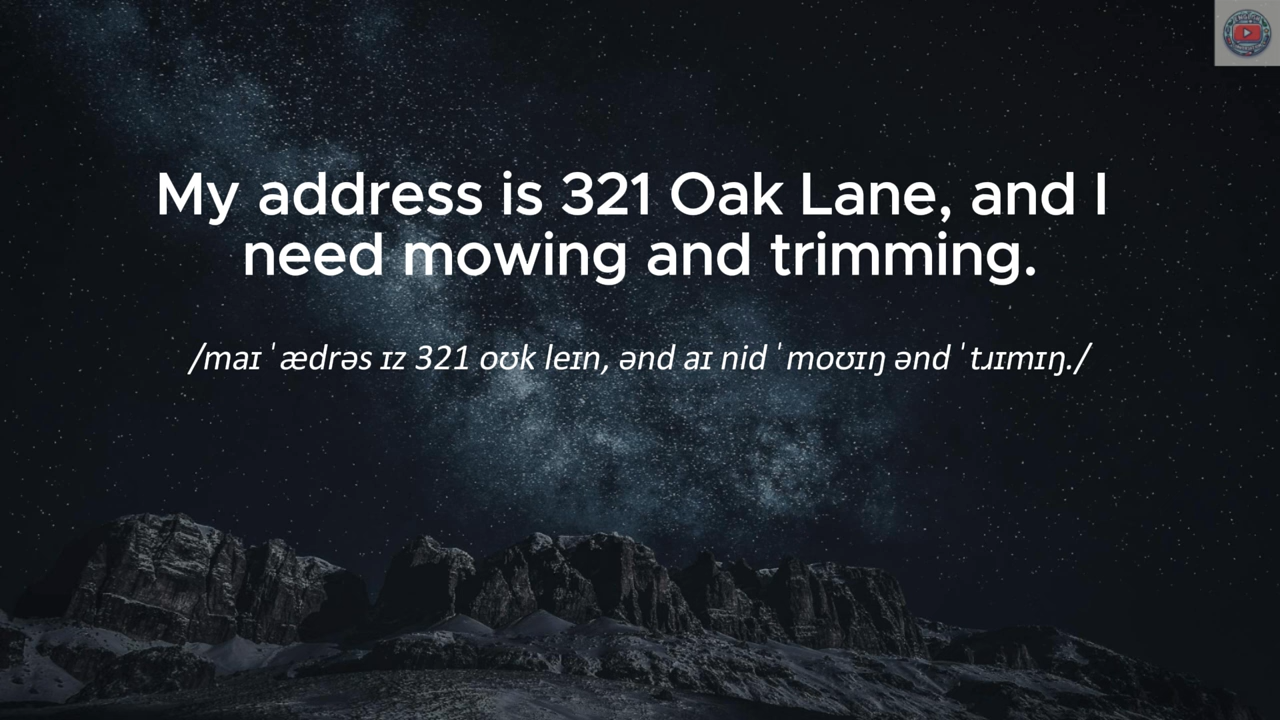 My address is 321 Oak Lane, and I
need mowing and trimming.
/maɪ ˈædrəs ɪz 321 oʊk leɪn, ənd aɪ nid ˈmoʊɪŋ ənd ˈtɹɪmɪŋ./